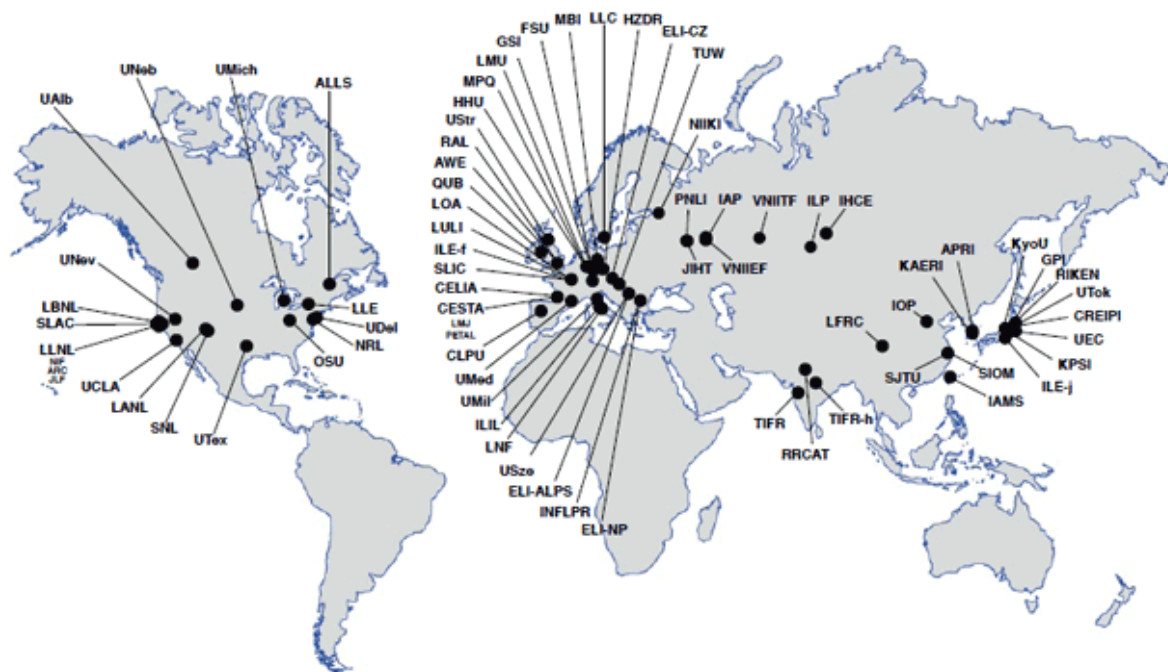 UNeb
UMich
ALLS
UAlb
UNev
LBNL
SLAC
LLNL
NIF
ARC
JLF
UCLA
LANL
SNL
UTex
OSU
NRL
UDel
LLE
TUW
ELI-CZ
HZDR
LLC
MBI
FSU
GSI
LMU
MPQ
HHU
UStr
RAL
AWE
QUB
LOA
LULI
ILE-f
SLIC
CELIA
CESTA
LMJ
PETAL
CLPU
UMed
UMil
ILIL
LNF
USze
ELI-ALPS
INFLPR
ELI-NP
NIIKI
PNLI
IAP
VNIITF
ILP
IHCE
JIHT
VNIIEF
KyoU
GPI
RIKEN
UTok
CREIPI
UEC
KPSI
ILE-j
APRI
KAERI
IOP
LFRC
SJTU
SIOM
IAMS
TIFR
TIFR-h
RRCAT